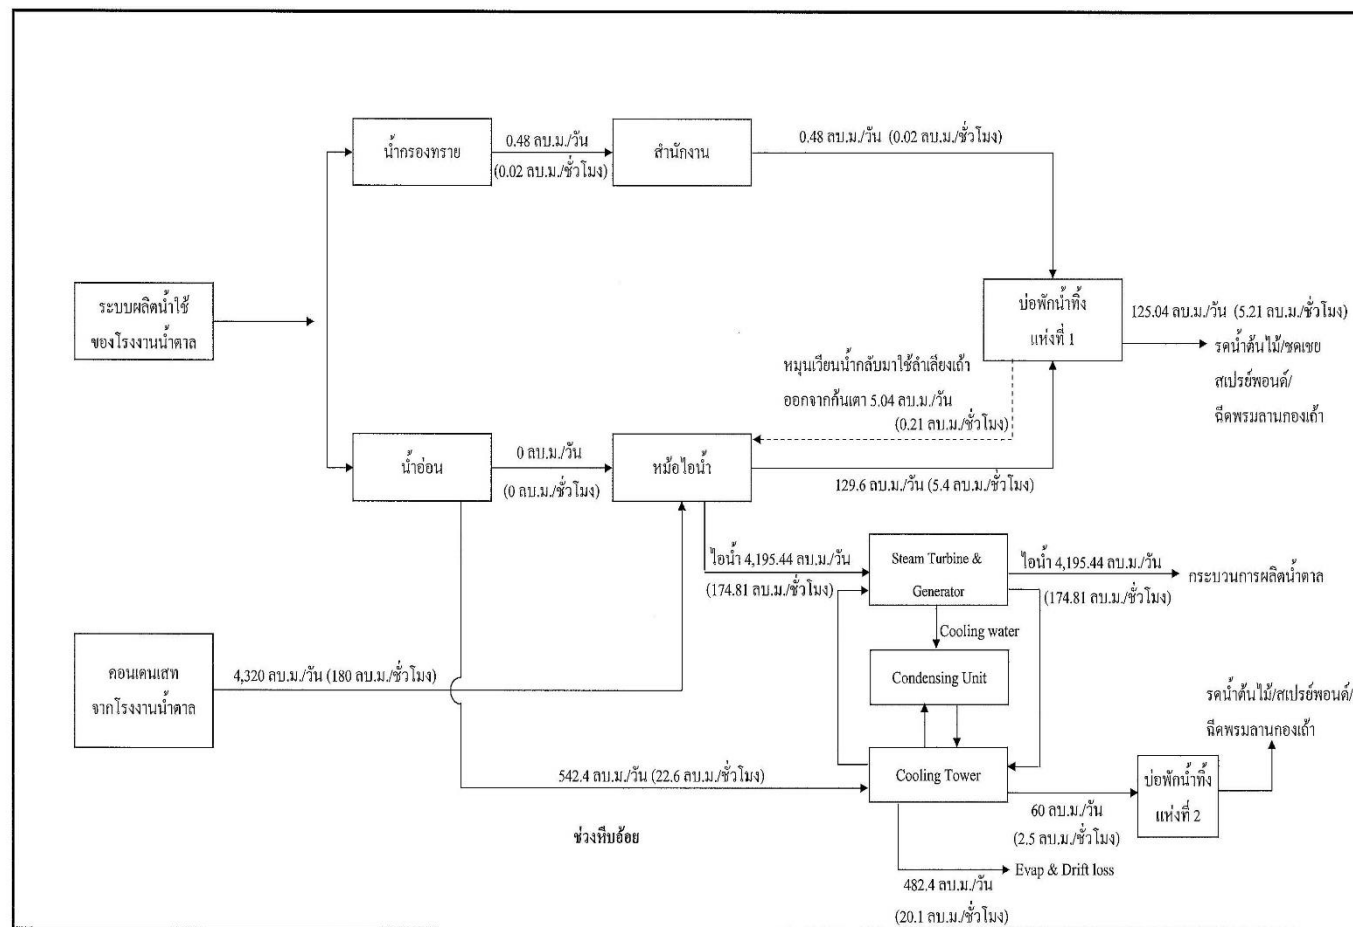 น้ำกรองทราย
0.48 ลบ.ม./วัน
(0.02 ลบ.ม./ชั่วโมง)
สำนักงาน
0.48 ลบ.ม./วัน (0.02 ลบ.ม./ชั่วโมง)
ระบบผลิตน้ำใช้
ของโรงงานน้ำตาล
บ่อพักน้ำทิ้ง
แห่งที่ 1
125.04 ลบ.ม./วัน (5.21 ลบ.ม./ชั่วโมง)
รดน้ำต้นไม้/ชดเชย
สเปรย์พอนด์/
ฉีดพรมลานกองเถ้า
หมุนเวียนน้ำกลับมาใช้ลำเลียงเถ้า
ออกจากก้นเตา 5.04 ลบ.ม./วัน
(0.21 ลบ.ม./ชั่วโมง)
น้ำอ่อน
0 ลบ.ม./วัน
(0 ลบ.ม./ชั่วโมง)
หม้อไอน้ำ
129.6 ลบ.ม./วัน (5.4 ลบ.ม./ชั่วโมง)
ไอน้ำ 4,195.44 ลบ.ม./วัน
(174.81 ลบ.ม./ชั่วโมง)
Steam Turbine &
Generator
ไอน้ำ 4,195.44 ลบ.ม./วัน
(174.81 ลบ.ม./ชั่วโมง)
กระบวนการผลิตน้ำตาล
Cooling water
คอนเดนเสท
จากโรงงานน้ำตาล
4,320 ลบ.ม./วัน (180 ลบ.ม./ชั่วโมง)
Condensing Unit
รดน้ำต้นไม้/สเปรย์พอนด์/
ฉีดพรมลานกองเถ้า
542.4 ลบ.ม./วัน (22.6 ลบ.ม./ชั่วโมง)
Cooling Tower
60 ลบ.ม./วัน
(2.5 ลบ.ม./ชั่วโมง)
บ่อพักน้ำทิ้ง
แห่งที่ 2
ช่วงหีบอ้อย
Evap & Drift loss
482.4 ลบ.ม./วัน
(20.1 ลบ.ม./ชั่วโมง)